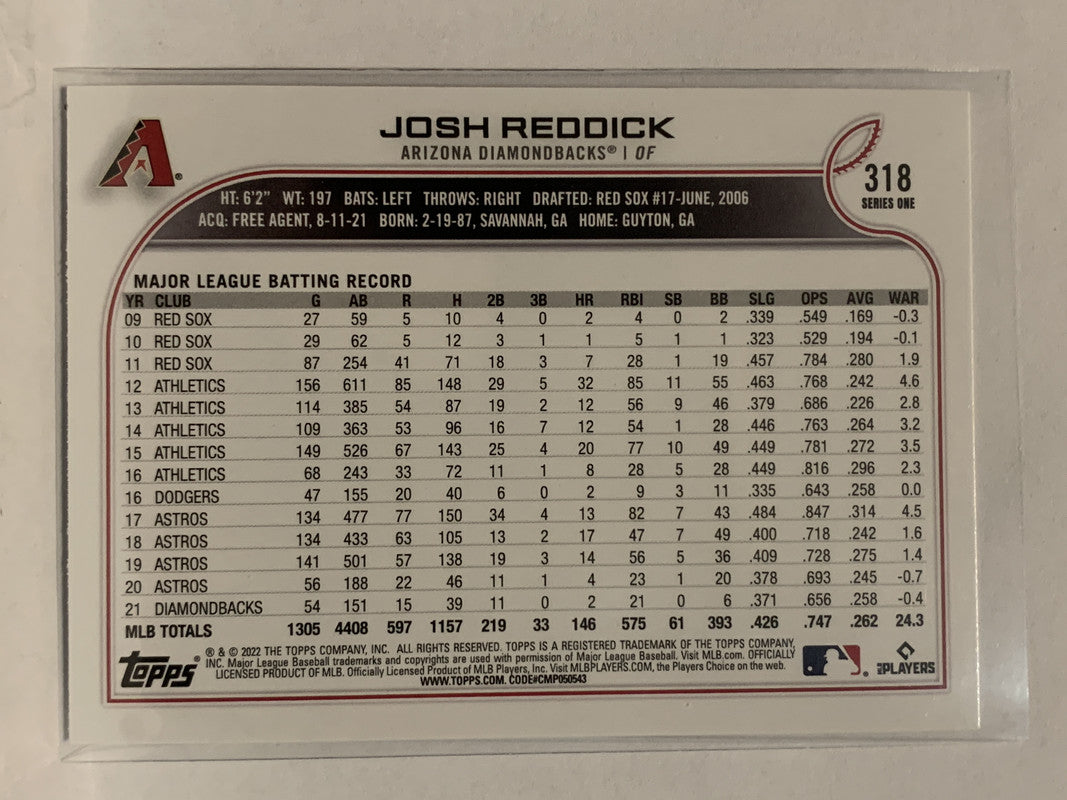 JOSH REDDICK
ARIZONA DIAMONDBACKS® | OF
318
SERIES ONE
HT: 6'2" WT: 197 BATS: LEFT THROWS: RIGHT DRAFTED: RED SOX #17-JUNE, 2006
ACQ: FREE AGENT, 8-11-21 BORN: 2-19-87, SAVANNAH, GA HOME: GUYTON, GA
MAJOR LEAGUE BATTING RECORD
YR CLUB G AB R H 2B 3B HR RBI SB BB SLG OPS AVG WAR
09 RED SOX 27 59 5 10 4 0 2 4 0 2 .339 .549 .169 -0.3
10 RED SOX 29 62 5 12 3 1 1 5 1 1 .323 .529 .194 -0.1
11 RED SOX 87 254 41 71 18 3 7 28 1 19 .457 .784 .280 1.9
12 ATHLETICS 156 611 85 148 29 5 32 85 11 55 .463 .768 .242 4.6
13 ATHLETICS 114 385 54 87 19 2 12 56 9 46 .379 .686 .226 2.8
14 ATHLETICS 109 363 53 96 16 7 12 54 1 28 .446 .763 .264 3.2
15 ATHLETICS 149 526 67 143 25 4 20 77 10 49 .449 .781 .272 3.5
16 ATHLETICS 68 243 33 72 11 1 8 28 5 28 .449 .816 .296 2.3
16 DODGERS 47 155 20 40 6 0 2 9 3 11 .335 .643 .258 0.0
17 ASTROS 134 477 77 150 34 4 13 82 7 43 .484 .847 .314 4.5
18 ASTROS 134 433 63 105 13 2 17 47 7 49 .400 .718 .242 1.6
19 ASTROS 141 501 57 138 19 3 14 56 5 36 .409 .728 .275 1.4
20 ASTROS 56 188 22 46 11 1 4 23 1 20 .378 .693 .245 -0.7
21 DIAMONDBACKS 54 151 15 39 11 0 2 21 0 6 .371 .656 .258 -0.4
MLB TOTALS 1305 4408 597 1157 219 33 146 575 61 393 .426 .747 .262 24.3
Topps®
® & © 2022 THE TOPPS COMPANY, INC. ALL RIGHTS RESERVED. TOPPS IS A REGISTERED TRADEMARK OF THE TOPPS COMPANY,
INC. Major League Baseball trademarks and copyrights are used with permission of Major League Baseball. Visit MLB.com. OFFICIALLY
LICENSED PRODUCT OF MLB. Officially Licensed Product of MLB Players, Inc. Visit MLBPLAYERS.COM, the Players Choice on the web.
WWW.TOPPS.COM. CODE#CMP050543
PLAYERS